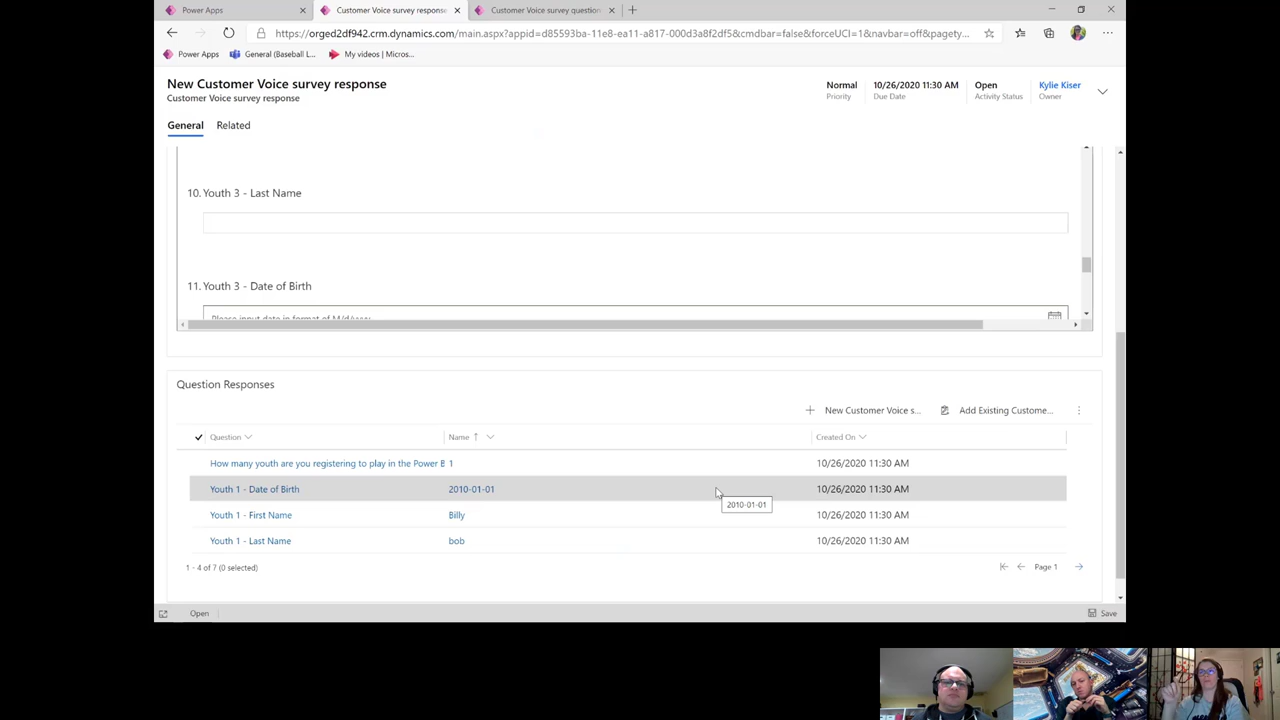 Power Apps
Customer Voice survey response
Customer Voice survey question
https://orged2df942.crm.dynamics.com/main.aspx?appid=d85593ba-11e8-ea11-a817-000d3a8f2df5&cmdbar=false&forceUCI=1&navbar=off&pagety...
Power Apps
General (Baseball L...
My videos | Micros...
New Customer Voice survey response
Customer Voice survey response
Normal
Priority
10/26/2020 11:30 AM
Due Date
Open
Activity Status
Kylie Kiser
Owner
General
Related
10. Youth 3 - Last Name
11. Youth 3 - Date of Birth
Please input date in format of M/d/yyyy
Question Responses
New Customer Voice s...
Add Existing Custome...
Question
Name
Created On
How many youth are you registering to play in the Power B 1 10/26/2020 11:30 AM
Youth 1 - Date of Birth 2010-01-01 10/26/2020 11:30 AM
2010-01-01
Youth 1 - First Name Billy 10/26/2020 11:30 AM
Youth 1 - Last Name bob 10/26/2020 11:30 AM
1 - 4 of 7 (0 selected)
Page 1
Open
Save